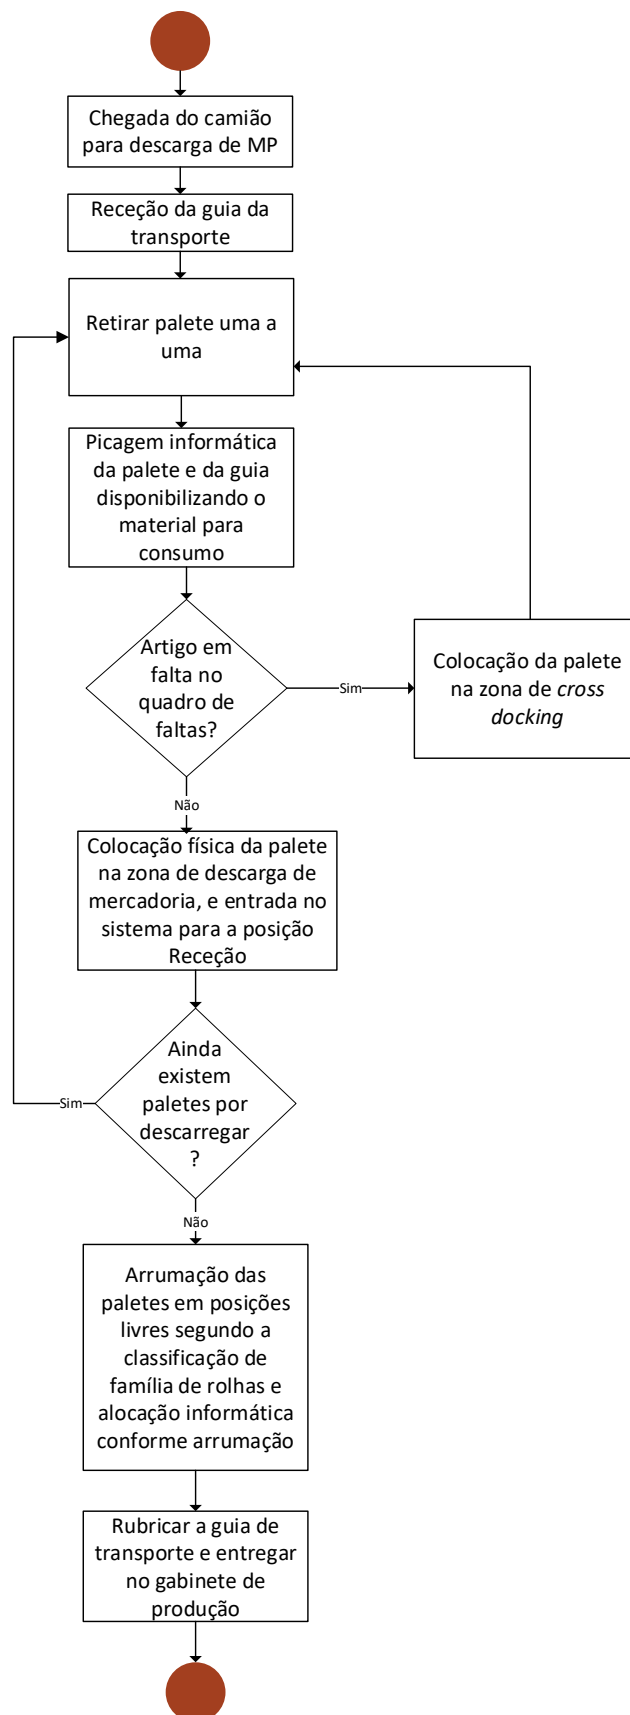 Chegada do camião
para descarga de MP
Receção da guia da
transporte
Retirar palete uma a
uma
Picagem informática
da palete e da guia
disponibilizando o
material para
consumo
Artigo em
falta no
quadro de
faltas?
Sim
Colocação da palete
na zona de cross
docking
Não
Colocação física da palete
na zona de descarga de
mercadoria, e entrada no
sistema para a posição
Receção
Ainda
existem
paletes por
descarregar
?
Sim
Não
Arrumação das
paletes em posições
livres segundo a
classificação de
família de rolhas e
alocação informática
conforme arrumação
Rubricar a guia de
transporte e entregar
no gabinete de
produção